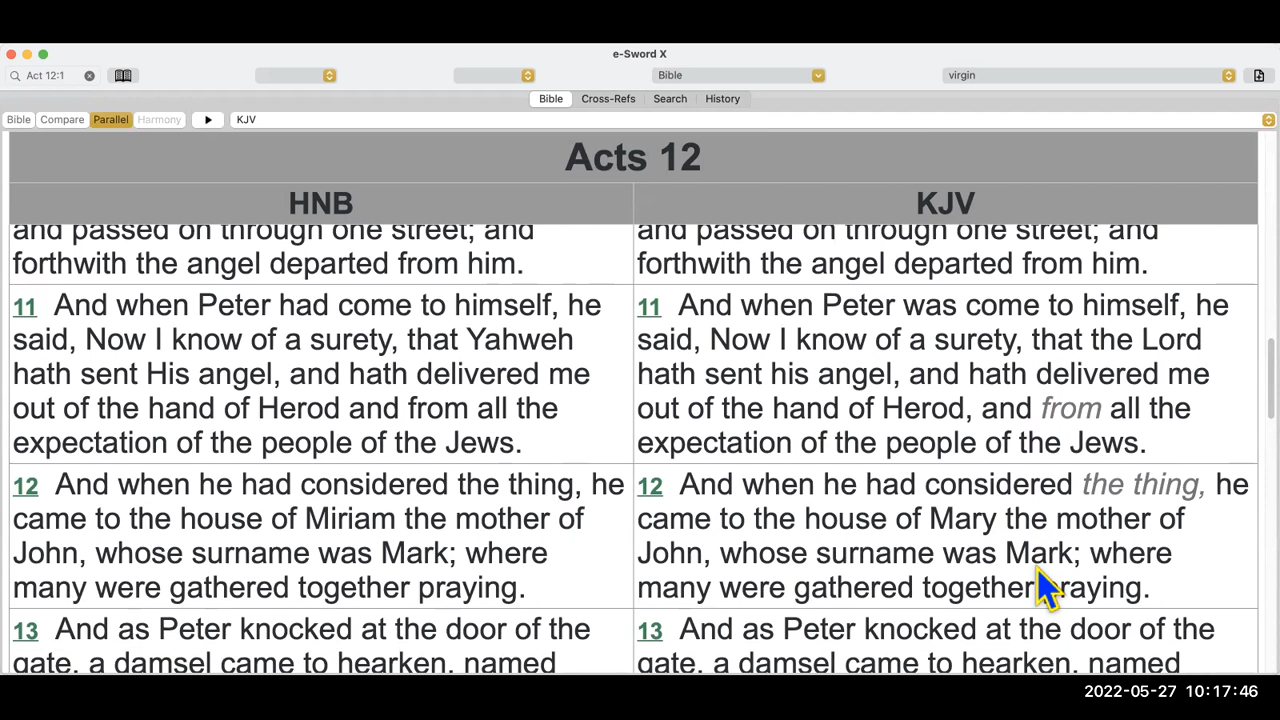 e-Sword X
Act 12:1
Bible
virgin
Bible Cross-Refs Search History
Bible Compare Parallel Harmony KJV
Acts 12
HNB
KJV
and passed on through one street; and
forthwith the angel departed from him.
11 And when Peter had come to himself, he
said, Now I know of a surety, that Yahweh
hath sent His angel, and hath delivered me
out of the hand of Herod and from all the
expectation of the people of the Jews.
12 And when he had considered the thing, he
came to the house of Miriam the mother of
John, whose surname was Mark; where
many were gathered together praying.
13 And as Peter knocked at the door of the
gate, a damsel came to hearken, named
and passed on through one street; and
forthwith the angel departed from him.
11 And when Peter was come to himself, he
said, Now I know of a surety, that the Lord
hath sent his angel, and hath delivered me
out of the hand of Herod, and from all the
expectation of the people of the Jews.
12 And when he had considered the thing, he
came to the house of Mary the mother of
John, whose surname was Mark; where
many were gathered together praying.
13 And as Peter knocked at the door of the
gate, a damsel came to hearken, named
2022-05-27 10:17:46